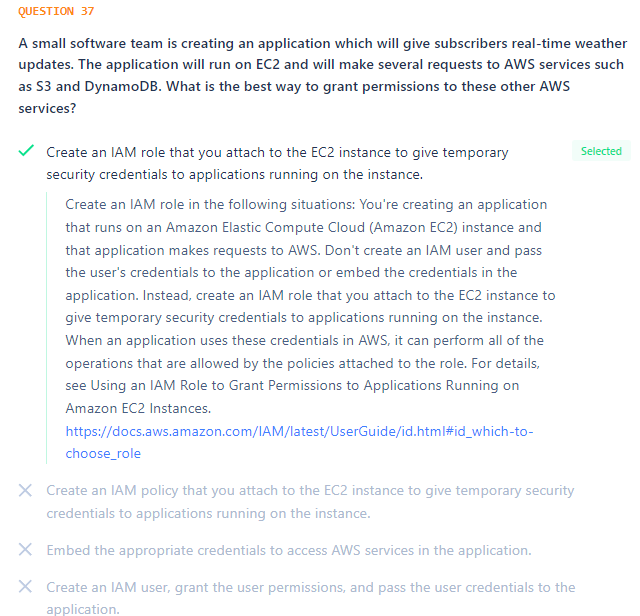 QUESTION 37
A small software team is creating an application which will give subscribers real-time weather
updates. The application will run on EC2 and will make several requests to AWS services such
as S3 and DynamoDB. What is the best way to grant permissions to these other AWS
services?
Create an IAM role that you attach to the EC2 instance to give temporary
security credentials to applications running on the instance.
Selected
Create an IAM role in the following situations: You're creating an application
that runs on an Amazon Elastic Compute Cloud (Amazon EC2) instance and
that application makes requests to AWS. Don't create an IAM user and pass
the user's credentials to the application or embed the credentials in the
application. Instead, create an IAM role that you attach to the EC2 instance to
give temporary security credentials to applications running on the instance.
When an application uses these credentials in AWS, it can perform all of the
operations that are allowed by the policies attached to the role. For details,
see Using an IAM Role to Grant Permissions to Applications Running on
Amazon EC2 Instances.
https://docs.aws.amazon.com/IAM/latest/UserGuide/id.html#id_which-to-
choose_role
Create an IAM policy that you attach to the EC2 instance to give temporary security
credentials to applications running on the instance.
Embed the appropriate credentials to access AWS services in the application.
Create an IAM user, grant the user permissions, and pass the user credentials to the
application.